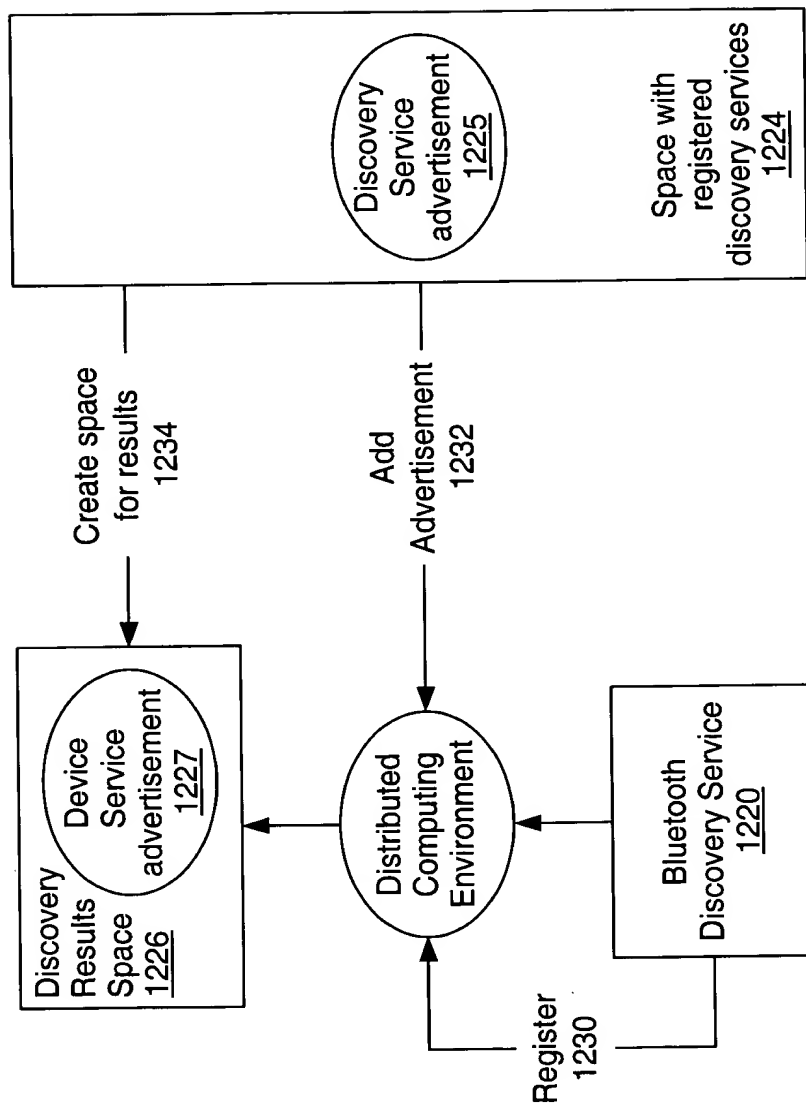 Discovery
Results
Space
1226
Device
Service
advertisement
1227
Create space
for results
1234
Discovery
Service
advertisement
1225
Space with
registered
discovery services
1224
Add
Advertisement
1232
Distributed
Computing
Environment
Register
1230
Bluetooth
Discovery Service
1220